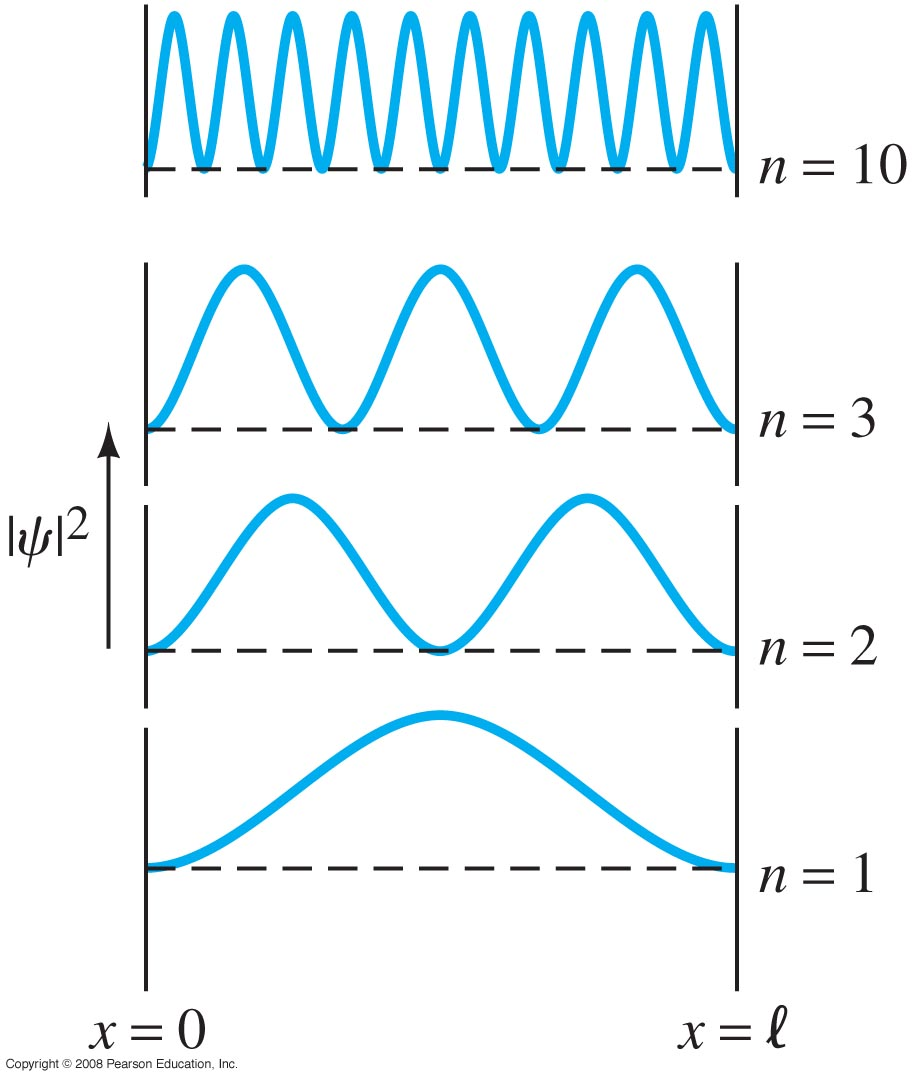 n = 10
n = 3
|ψ|²
n = 2
n = 1
x = 0
x = ℓ
Copyright © 2008 Pearson Education, Inc.